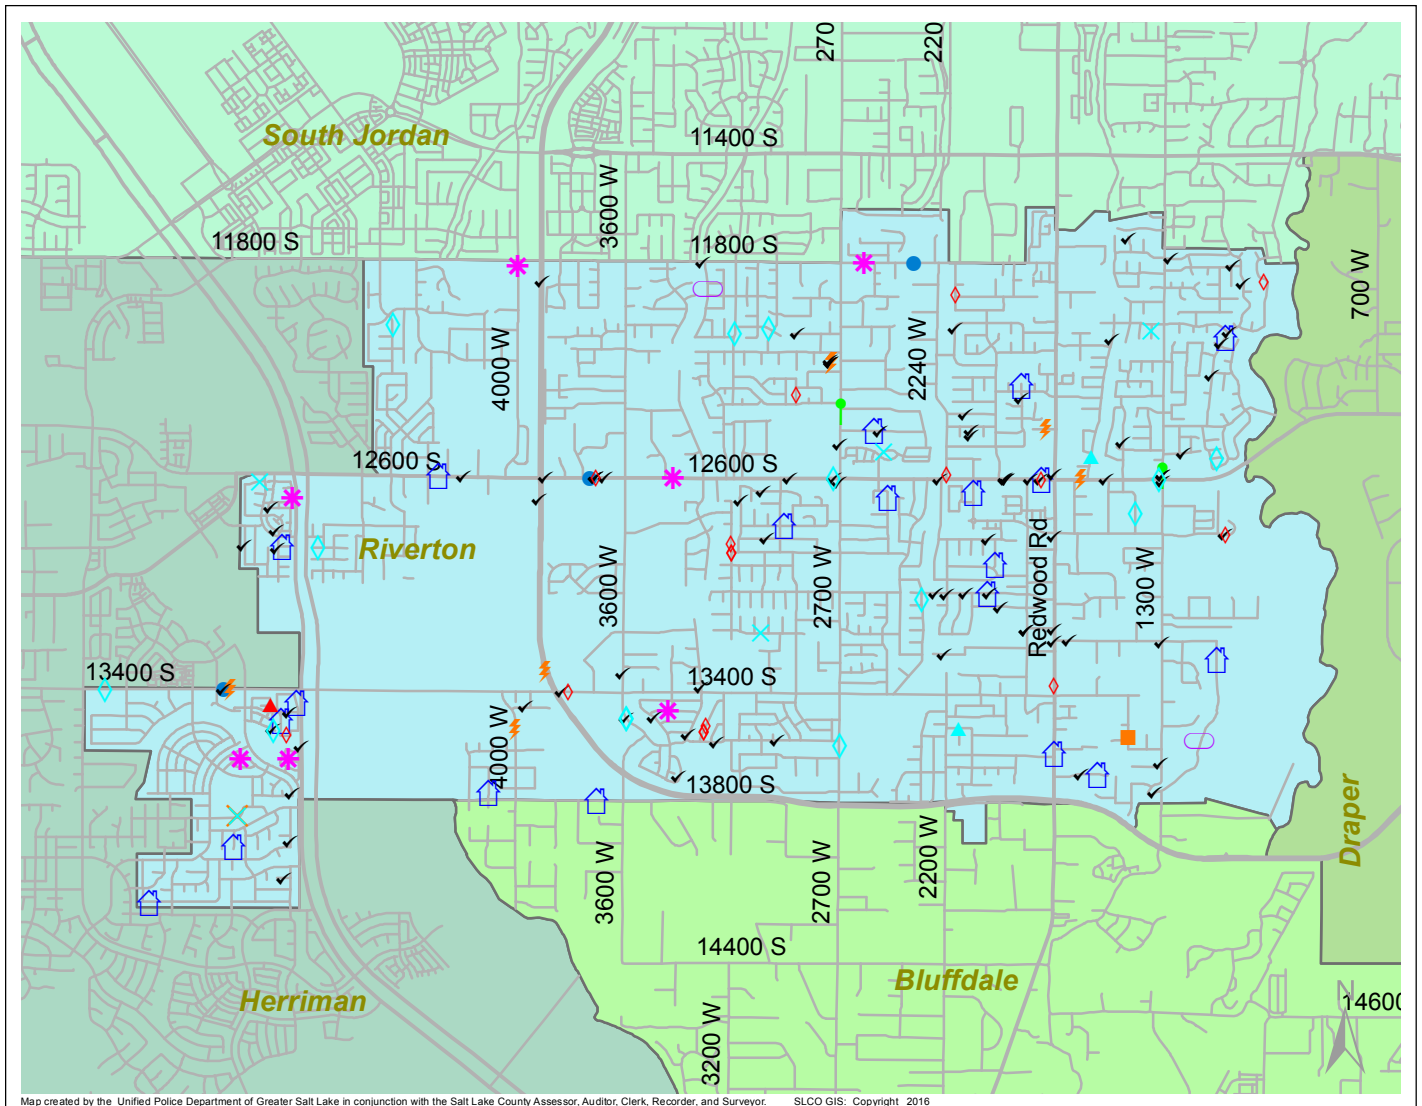 270
220
South Jordan
11400 S
3600 W
11800 S
11800 S
700 W
4000 W
2240 W
12600 S
12600 S
Riverton
Redwood Rd
3600 W
2700 W
1300 W
13400 S
13400 S
4000 W
13800 S
Draper
3600 W
2700 W
2200 W
14400 S
Bluffdale
Herriman
N
14600
3200 W
Map created by the Unified Police Department of Greater Salt Lake in conjunction with the Salt Lake County Assessor, Auditor, Clerk, Recorder, and Surveyor. SLCO GIS: Copyright 2016